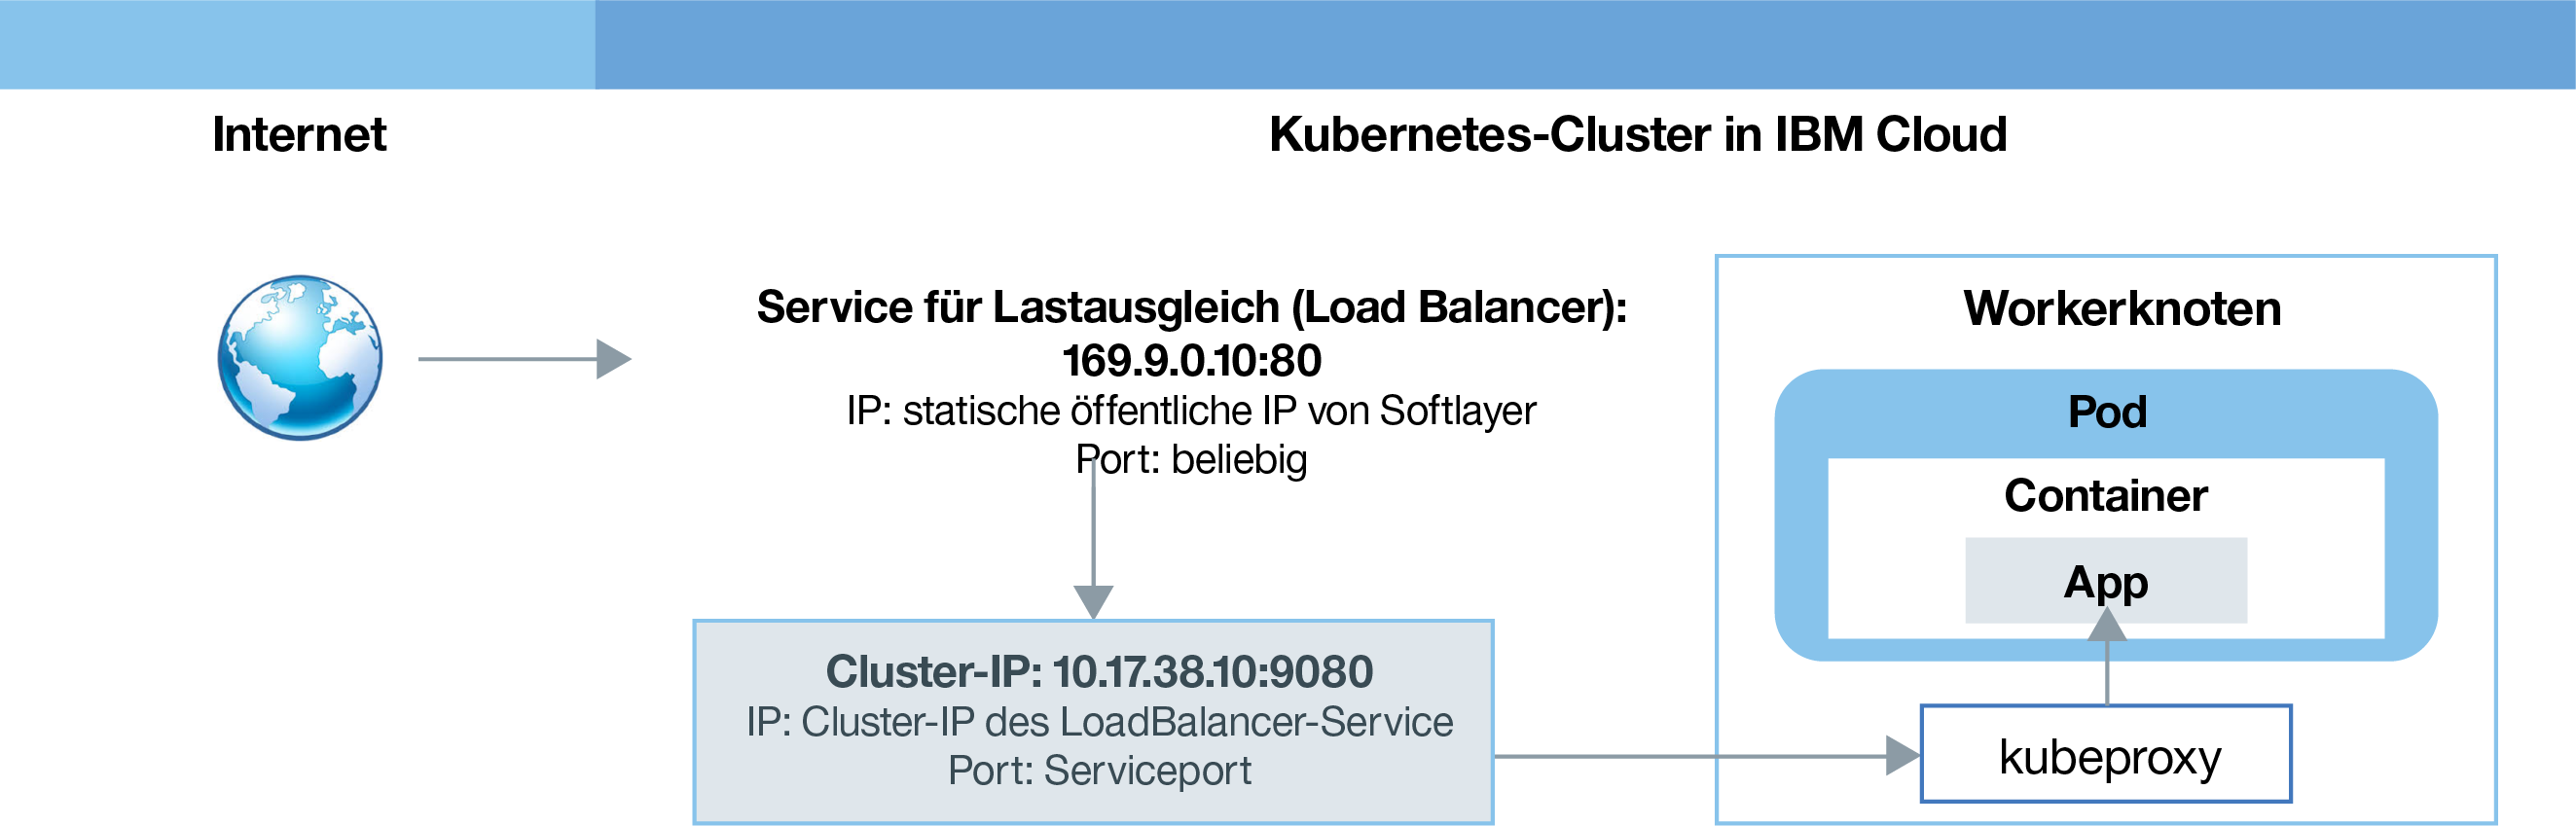 Internet
Kubernetes-Cluster in IBM Cloud
Service für Lastausgleich (Load Balancer):
169.9.0.10:80
IP: statische öffentliche IP von Softlayer
Port: beliebig
Cluster-IP: 10.17.38.10:9080
IP: Cluster-IP des LoadBalancer-Service
Port: Serviceport
Workerknoten
Pod
Container
App
kubeproxy